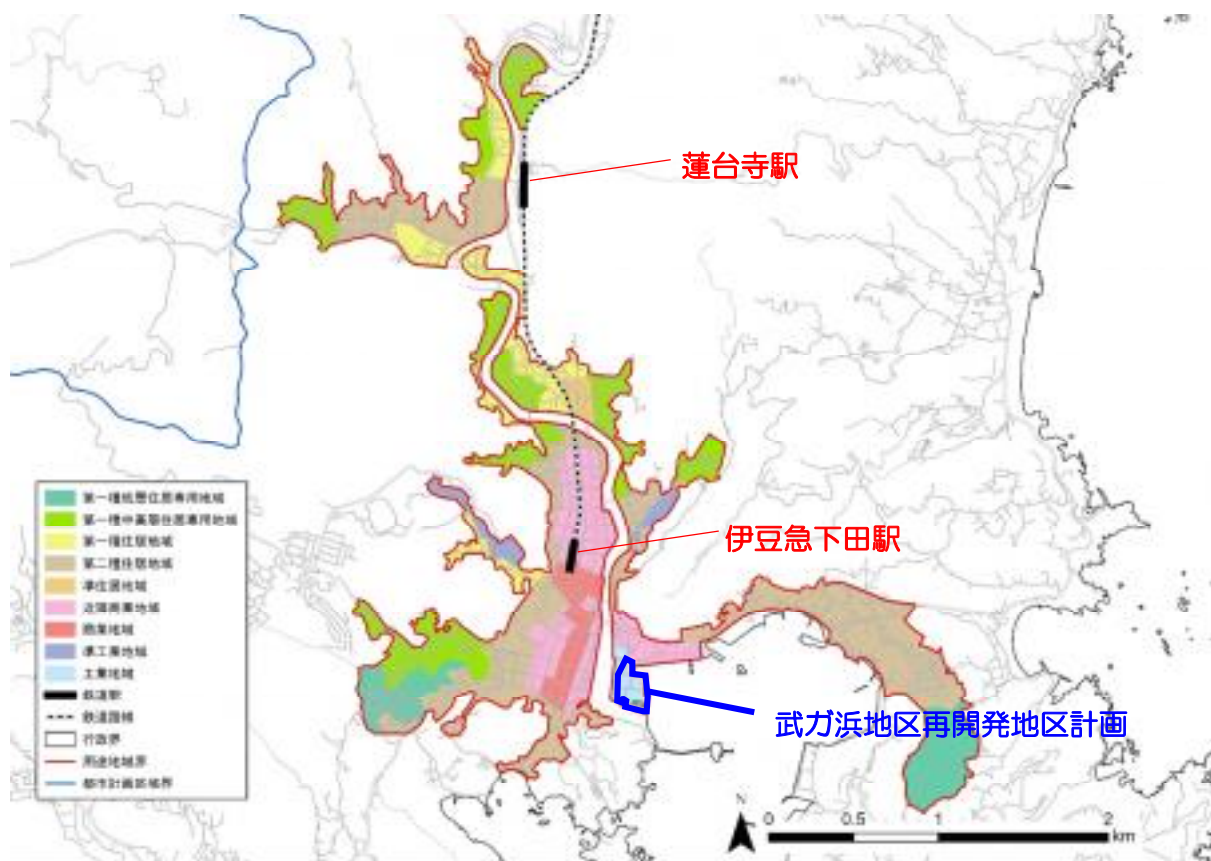 蓮台寺駅
伊豆急下田駅
武ガ浜地区再開発地区計画
第一種低層住居専用地域
第一種中高層住居専用地域
第一種住居地域
第二種住居地域
準住居地域
近隣商業地域
商業地域
準工業地域
工業地域
鉄道駅
鉄道路線
行政界
用途地域界
都市計画区域界
N
0 0.5 1 2
km